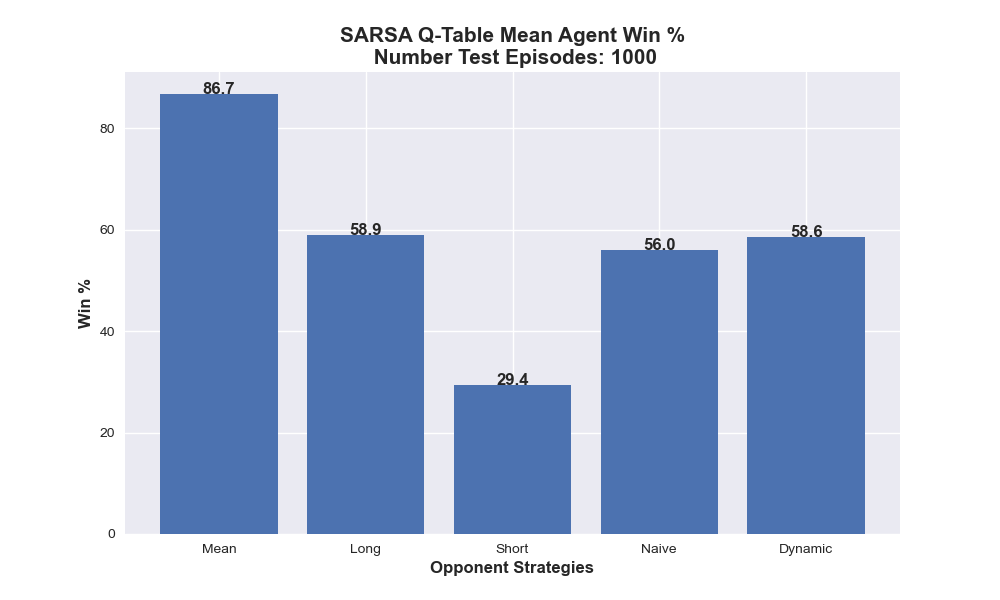 SARSA Q-Table Mean Agent Win %
Number Test Episodes: 1000
86.7
58.9
29.4
56.0
58.6
80
60
40
20
0
Win %
Mean
Long
Short
Naive
Dynamic
Opponent Strategies